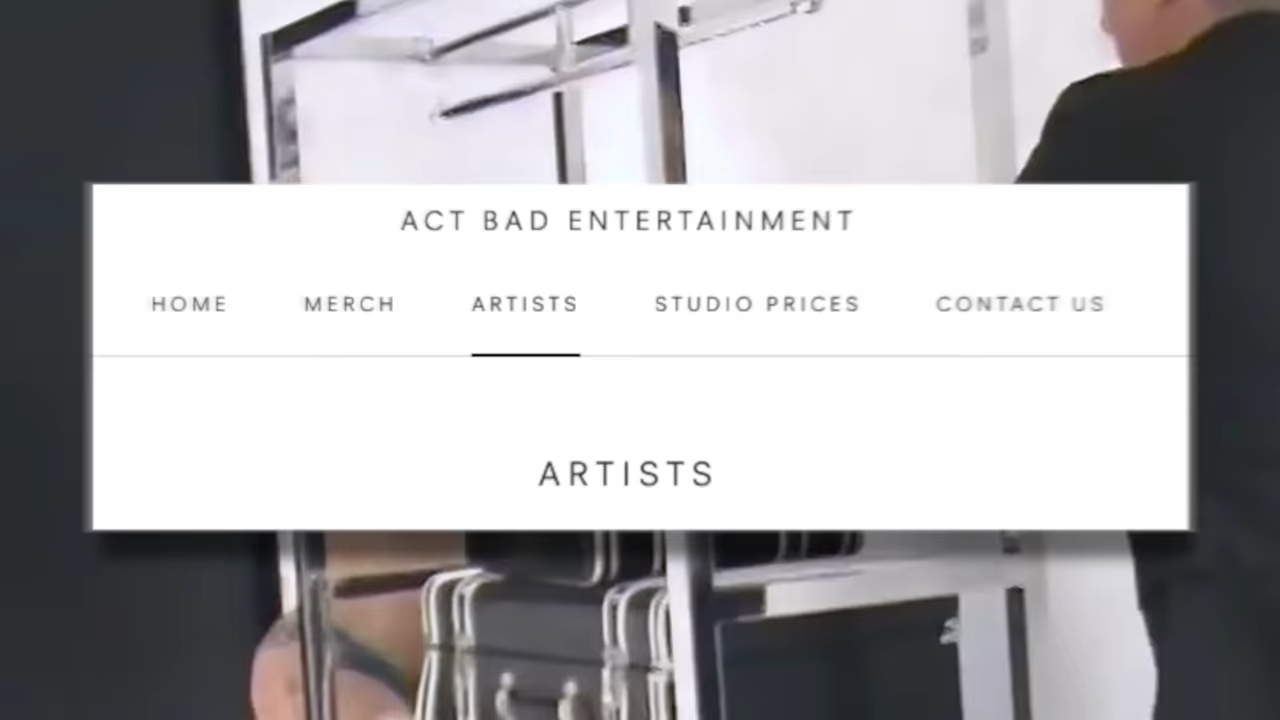 ACT BAD ENTERTAINMENT
HOME MERCH ARTISTS STUDIO PRICES CONTACT US
ARTISTS